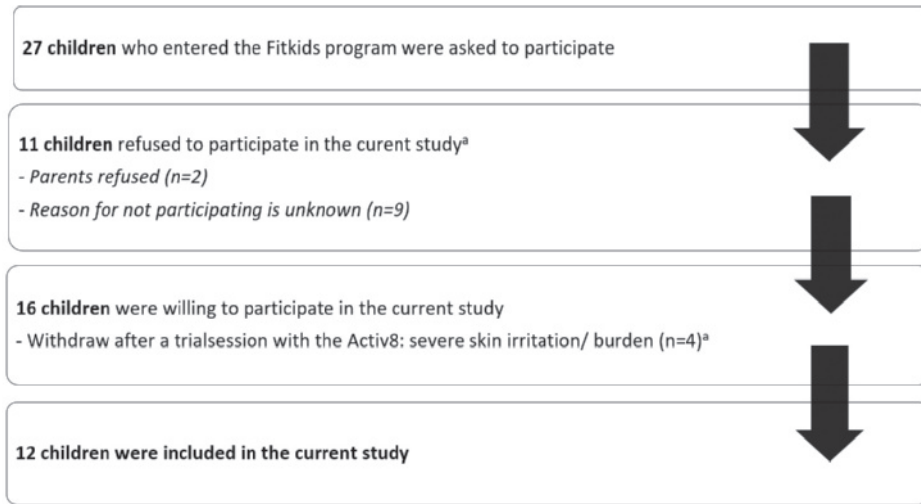 27 children who entered the Fitkids program were asked to participate
11 children refused to participate in the curent studyª
- Parents refused (n=2)
- Reason for not participating is unknown (n=9)
16 children were willing to participate in the current study
- Withdraw after a trialsession with the Activ8: severe skin irritation/ burden (n=4)ª
12 children were included in the current study